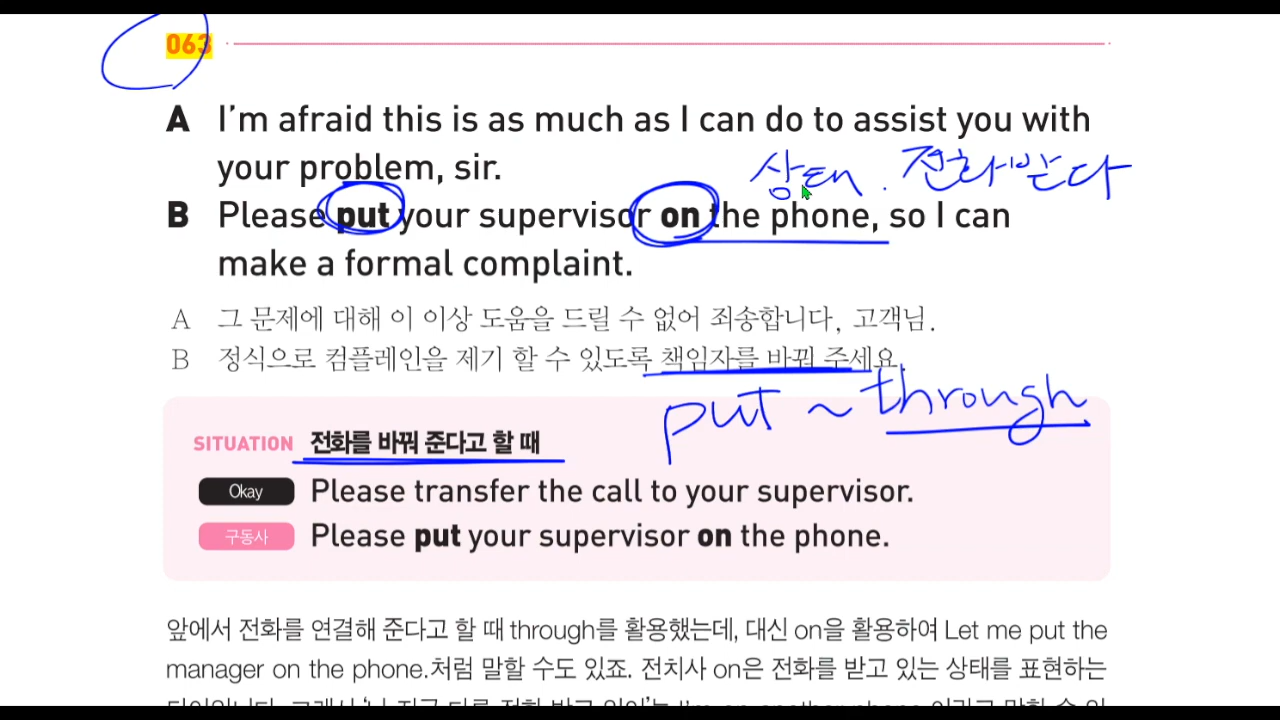 063
A I'm afraid this is as much as I can do to assist you with
your problem, sir.
상태. 전화받다
B Please put your supervisor on the phone, so I can
make a formal complaint.
A 그 문제에 대해 이 이상 도움을 드릴 수 없어 죄송합니다, 고객님.
B 정식으로 컴플레인을 제기 할 수 있도록 책임자를 바꿔 주세요.
put ~ through
SITUATION 전화를 바꿔 준다고 할 때
Okay Please transfer the call to your supervisor.
구동사 Please put your supervisor on the phone.
앞에서 전화를 연결해 준다고 할 때 through를 활용했는데, 대신 on을 활용하여 Let me put the
manager on the phone.처럼 말할 수도 있죠. 전치사 on은 전화를 받고 있는 상태를 표현하는